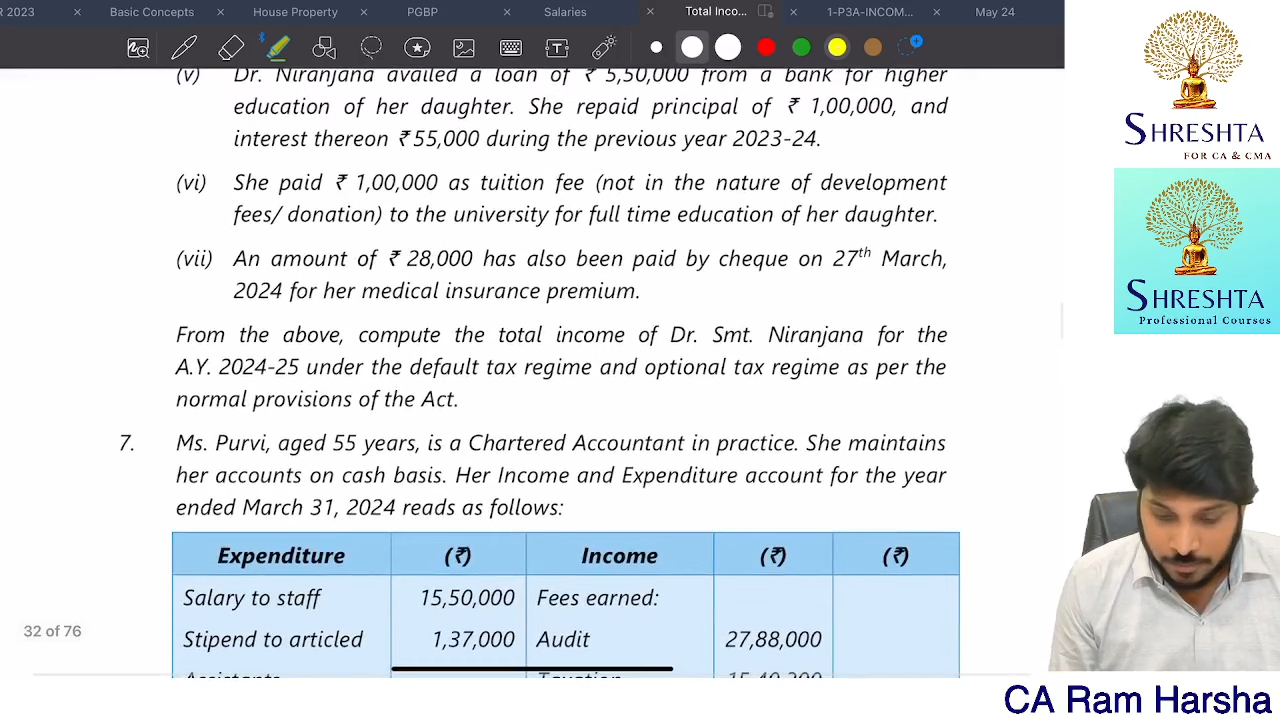 R 2023 × Basic Concepts × House Property × PGBP × Salaries × Total Inco... × 1-P3A-INCOM... × May 24
(v) Dr. Niranjana availed a loan of ₹ 5,50,000 from a bank for higher
education of her daughter. She repaid principal of ₹ 1,00,000, and
interest thereon ₹ 55,000 during the previous year 2023-24.
(vi) She paid ₹ 1,00,000 as tuition fee (not in the nature of development
fees/ donation) to the university for full time education of her daughter.
(vii) An amount of ₹ 28,000 has also been paid by cheque on 27th March,
2024 for her medical insurance premium.
From the above, compute the total income of Dr. Smt. Niranjana for the
A.Y. 2024-25 under the default tax regime and optional tax regime as per the
normal provisions of the Act.
7. Ms. Purvi, aged 55 years, is a Chartered Accountant in practice. She maintains
her accounts on cash basis. Her Income and Expenditure account for the year
ended March 31, 2024 reads as follows:
Expenditure (₹) Income (₹) (₹)
Salary to staff 15,50,000 Fees earned:
Stipend to articled 1,37,000 Audit 27,88,000
Assistants Taxation 15,40,300
32 of 76
SHRESHTA
FOR CA & CMA
SHRESHTA
Professional Courses
CA Ram Harsha